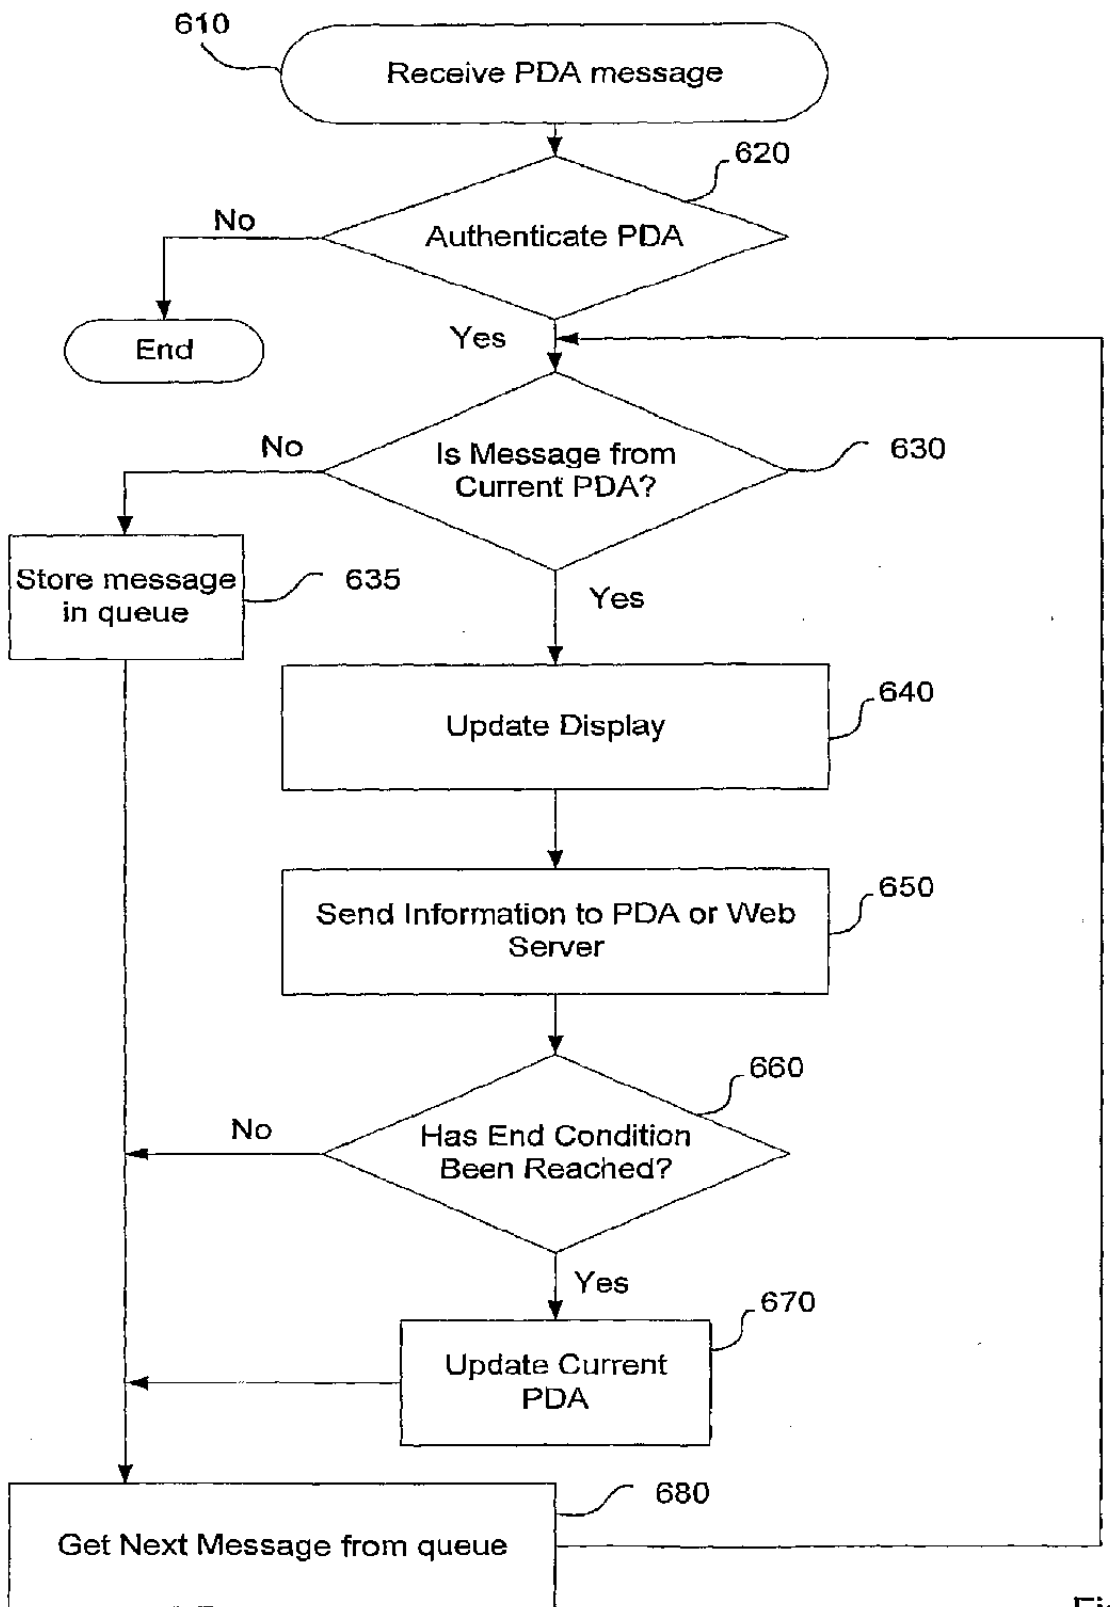 610
Receive PDA message
620
Authenticate PDA
No
End
Yes
630
Is Message from
Current PDA?
No
Store message
in queue
635
Yes
640
Update Display
650
Send Information to PDA or Web
Server
660
Has End Condition
Been Reached?
No
Yes
670
Update Current
PDA
680
Get Next Message from queue